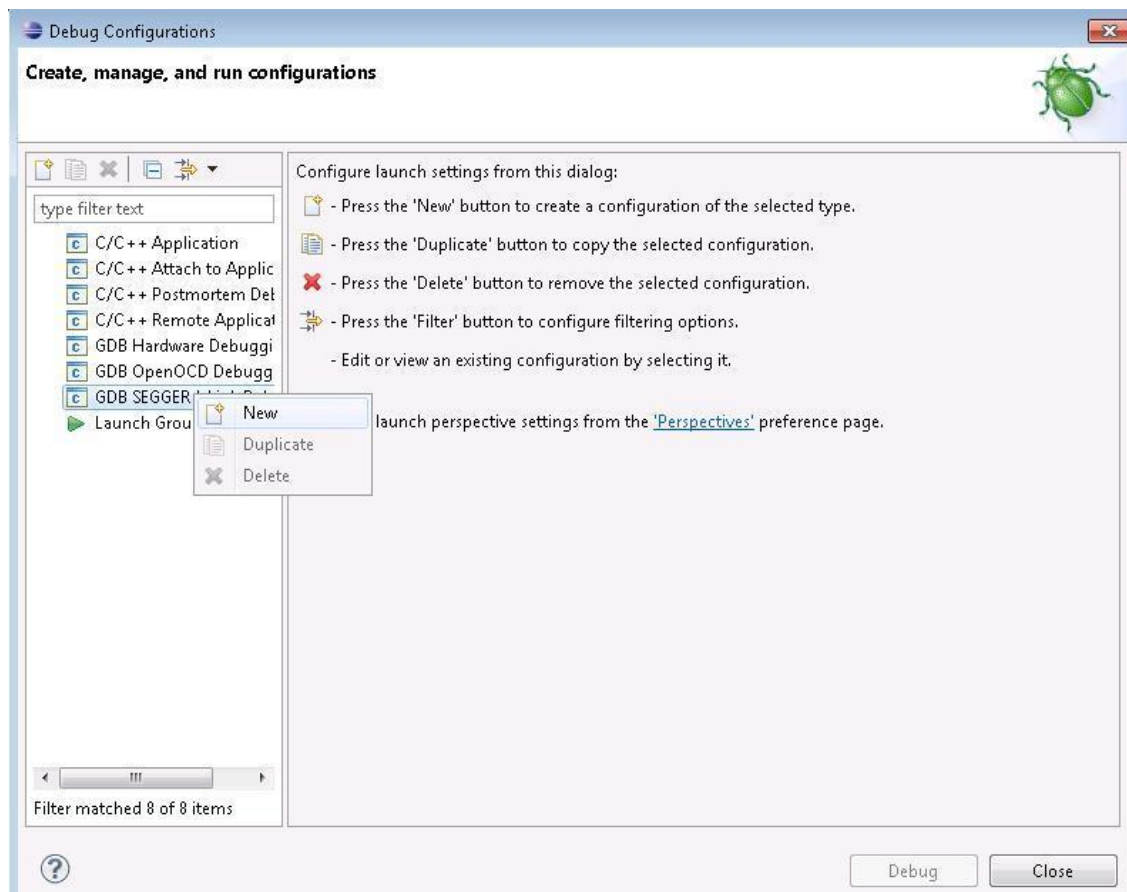 Debug Configurations
Create, manage, and run configurations
type filter text
C/C++ Application
C/C++ Attach to Applic
C/C++ Postmortem Del
C/C++ Remote Applicat
GDB Hardware Debuggi
GDB OpenOCD Debugg
GDB SEGGER
Launch Grou
New
Duplicate
Delete
Filter matched 8 of 8 items
Configure launch settings from this dialog:
- Press the 'New' button to create a configuration of the selected type.
- Press the 'Duplicate' button to copy the selected configuration.
- Press the 'Delete' button to remove the selected configuration.
- Press the 'Filter' button to configure filtering options.
- Edit or view an existing configuration by selecting it.
launch perspective settings from the 'Perspectives' preference page.
Debug
Close